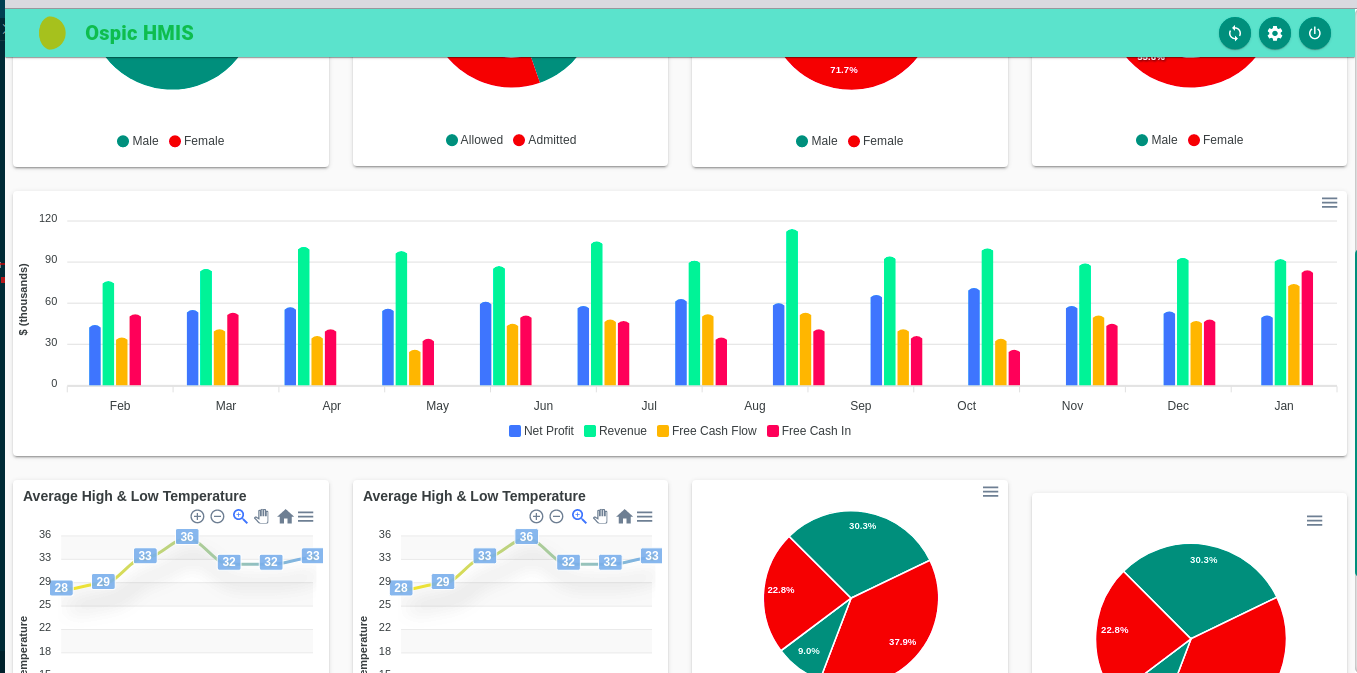 Ospic HMIS
71.7%
Male Female
Allowed Admitted
Male Female
Male Female
$ (thousands)
120
90
60
30
0
Feb Mar Apr May Jun Jul Aug Sep Oct Nov Dec Jan
Net Profit Revenue Free Cash Flow Free Cash In
Average High & Low Temperature
36
33
29
25
22
18
28 29 33 36 32 32 33
Average High & Low Temperature
36
33
29
25
22
18
28 29 33 36 32 32 33
30.3%
22.8%
37.9%
9.0%
30.3%
22.8%